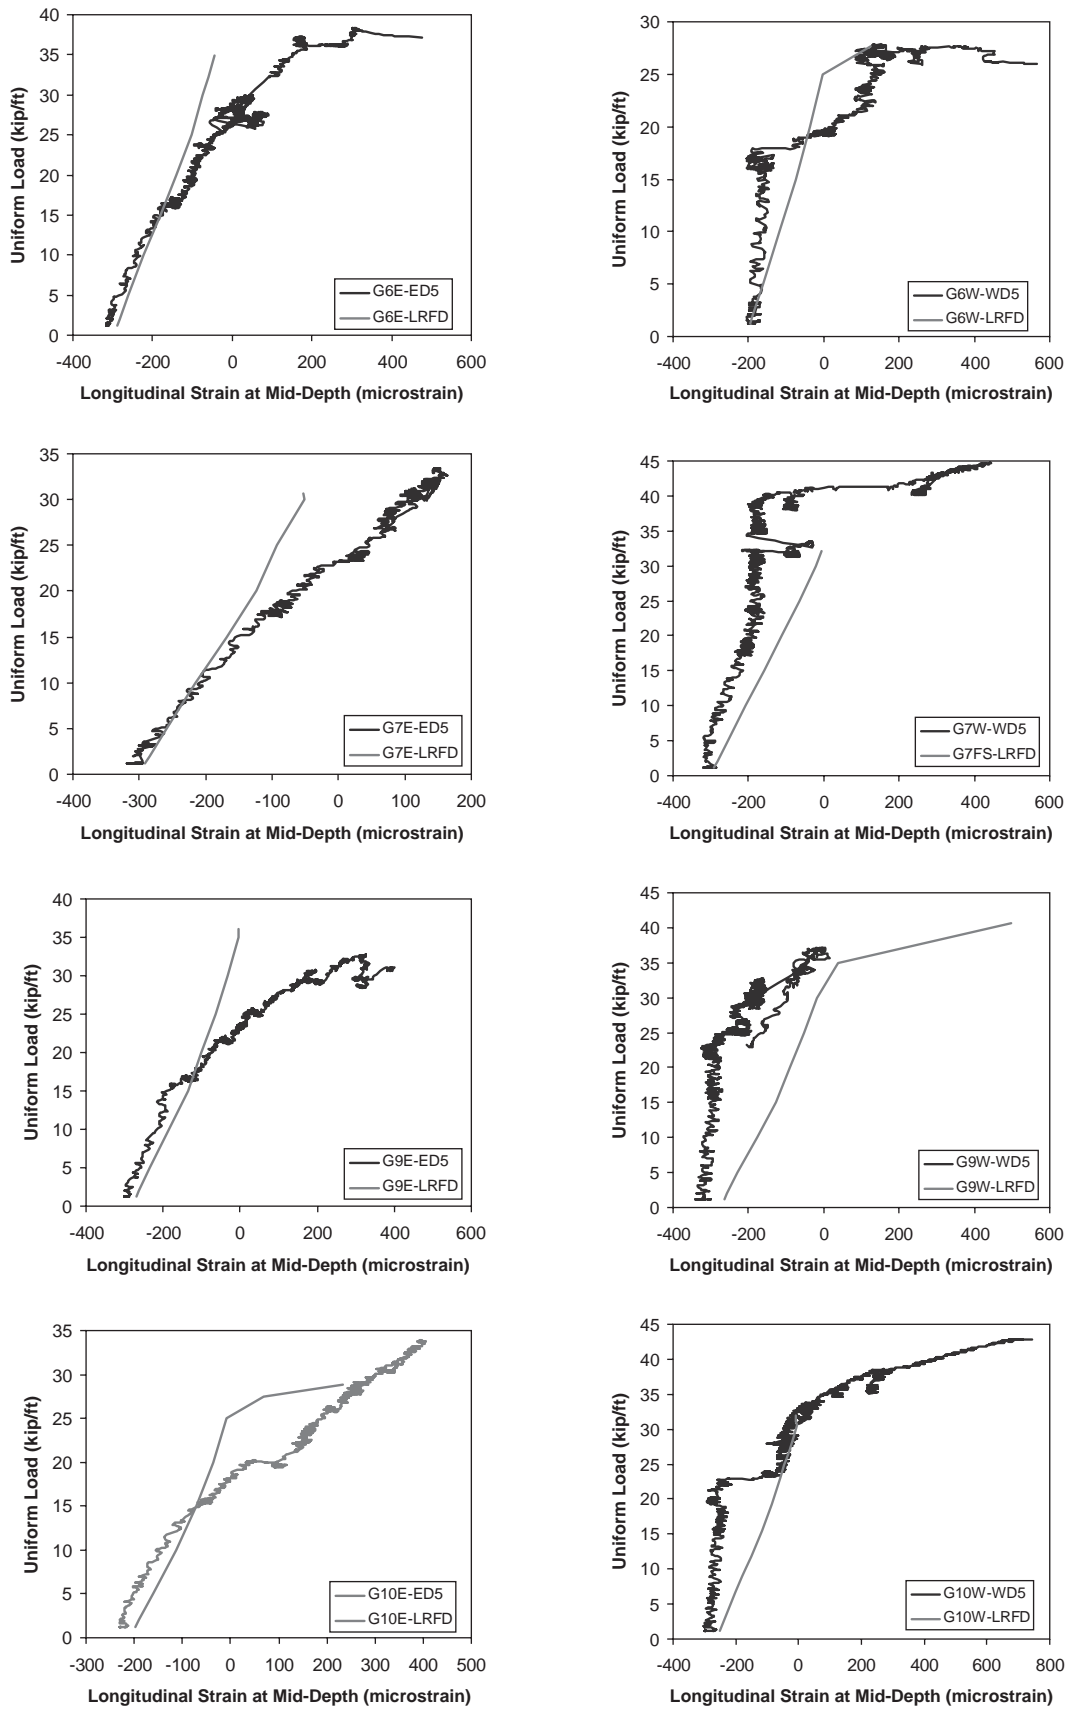 Uniform Load (kip/ft)
40
35
30
25
20
15
10
5
0
G6E-ED5
G6E-LRFD
-400 -200 0 200 400 600
Longitudinal Strain at Mid-Depth (microstrain)
Uniform Load (kip/ft)
30
25
20
15
10
5
0
G6W-WD5
G6W-LRFD
-400 -200 0 200 400 600
Longitudinal Strain at Mid-Depth (microstrain)
Uniform Load (kip/ft)
35
30
25
20
15
10
5
0
G7E-ED5
G7E-LRFD
-400 -300 -200 -100 0 100 200
Longitudinal Strain at Mid-Depth (microstrain)
Uniform Load (kip/ft)
45
40
35
30
25
20
15
10
5
0
G7W-WD5
G7FS-LRFD
-400 -200 0 200 400 600
Longitudinal Strain at Mid-Depth (microstrain)
Uniform Load (kip/ft)
40
35
30
25
20
15
10
5
0
G9E-ED5
G9E-LRFD
-400 -200 0 200 400 600
Longitudinal Strain at Mid-Depth (microstrain)
Uniform Load (kip/ft)
45
40
35
30
25
20
15
10
5
0
G9W-WD5
G9W-LRFD
-400 -200 0 200 400 600
Longitudinal Strain at Mid-Depth (microstrain)
Uniform Load (kip/ft)
35
30
25
20
15
10
5
0
G10E-ED5
G10E-LRFD
-300 -200 -100 0 100 200 300 400 500
Longitudinal Strain at Mid-Depth (microstrain)
Uniform Load (kip/ft)
45
40
35
30
25
20
15
10
5
0
G10W-WD5
G10W-LRFD
-400 -200 0 200 400 600 800
Longitudinal Strain at Mid-Depth (microstrain)